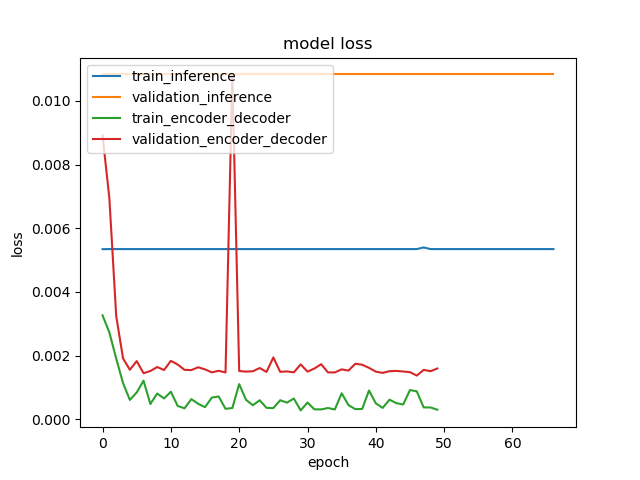 model loss
train_inference
validation_inference
train_encoder_decoder
validation_encoder_decoder
0.010
0.008
0.006
0.004
0.002
0.000
loss
0 10 20 30 40 50 60
epoch